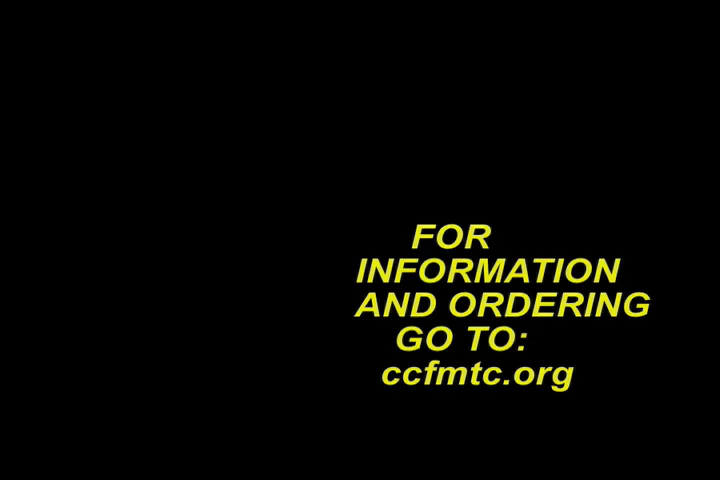 FOR
INFORMATION
AND ORDERING
GO TO:
ccfmtc.org